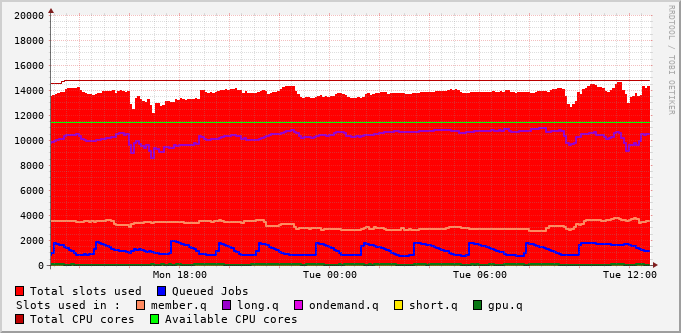 20000
18000
16000
14000
12000
10000
8000
6000
4000
2000
0
Mon 18:00 Tue 00:00 Tue 06:00 Tue 12:00
RRDTOOL / TOBI OETIKER
Total slots used Queued Jobs
Slots used in : member.q long.q ondemand.q short.q gpu.q
Total CPU cores Available CPU cores